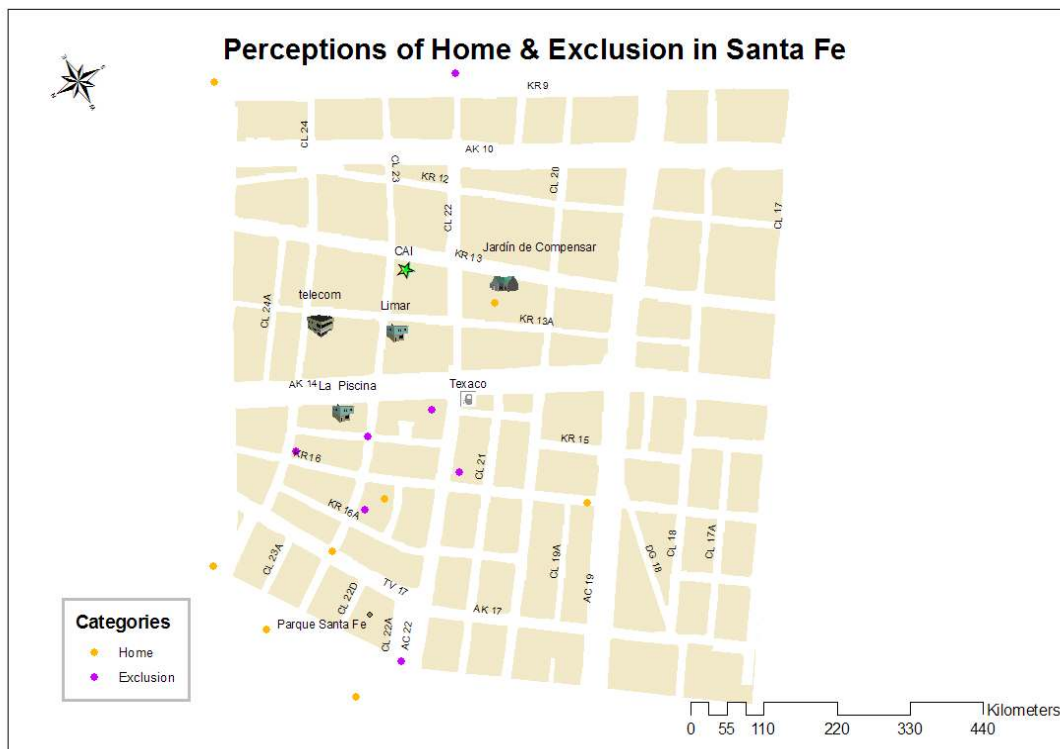 Perceptions of Home & Exclusion in Santa Fe
KR 9
CL 24
AK 10
CL 23
KR 12
CL 20
CL 22
CL 17
CAI
KR 13
Jardín de Compensar
telecom
Limar
CL 24A
KR 13A
AK 14
La Piscina
Texaco
KR 15
KR 16
CL 21
KR 16A
CL 23A
CL 22D
TV 17
CL 19A
AC 19
DG 18
CL 18
CL 17A
AK 17
Parque Santa Fe
CL 22A
AC 22
Categories
Home
Exclusion
Kilometers
0 55 110 220 330 440